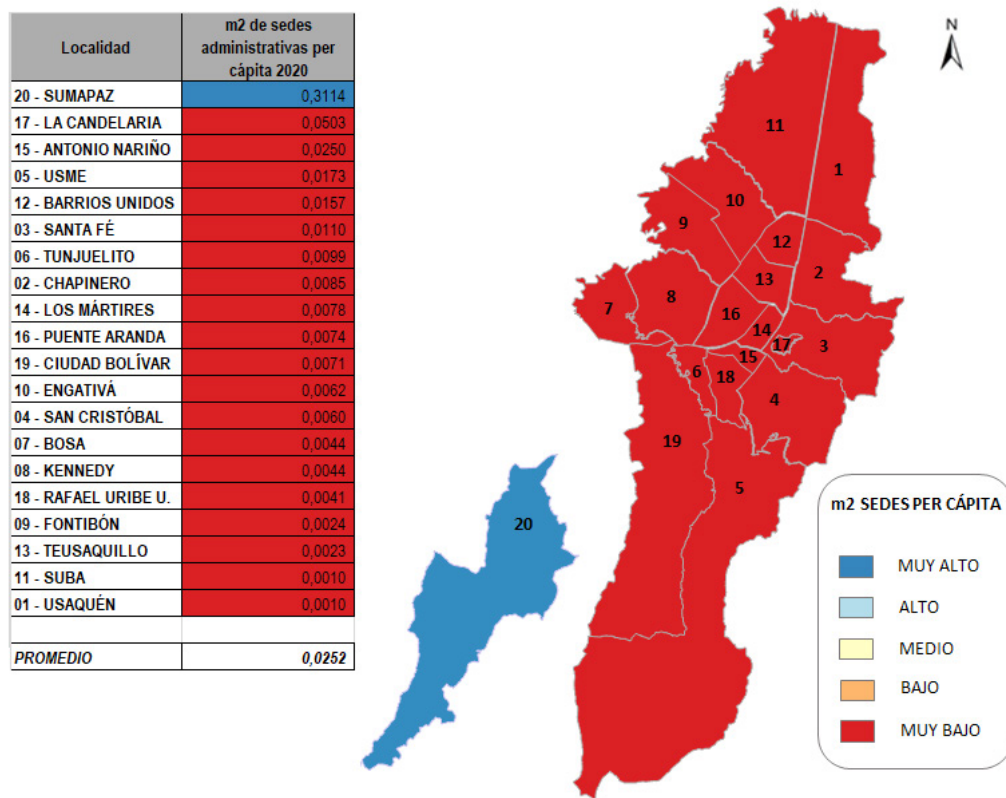 Localidad
m2 de sedes
administrativas per
cápita 2020
20 - SUMAPAZ 0,3114
17 - LA CANDELARIA 0,0503
15 - ANTONIO NARIÑO 0,0250
05 - USME 0,0173
12 - BARRIOS UNIDOS 0,0157
03 - SANTA FÉ 0,0110
06 - TUNJUELITO 0,0099
02 - CHAPINERO 0,0085
14 - LOS MÁRTIRES 0,0078
16 - PUENTE ARANDA 0,0074
19 - CIUDAD BOLÍVAR 0,0071
10 - ENGATIVÁ 0,0062
04 - SAN CRISTÓBAL 0,0060
07 - BOSA 0,0044
08 - KENNEDY 0,0044
18 - RAFAEL URIBE U. 0,0041
09 - FONTIBÓN 0,0024
13 - TEUSAQUILLO 0,0023
11 - SUBA 0,0010
01 - USAQUÉN 0,0010
PROMEDIO 0,0252
N
11
1
10
9
12
2
13
8
7
16
14
17
3
15
6
18
4
19
5
20
m2 SEDES PER CÁPITA
MUY ALTO
ALTO
MEDIO
BAJO
MUY BAJO